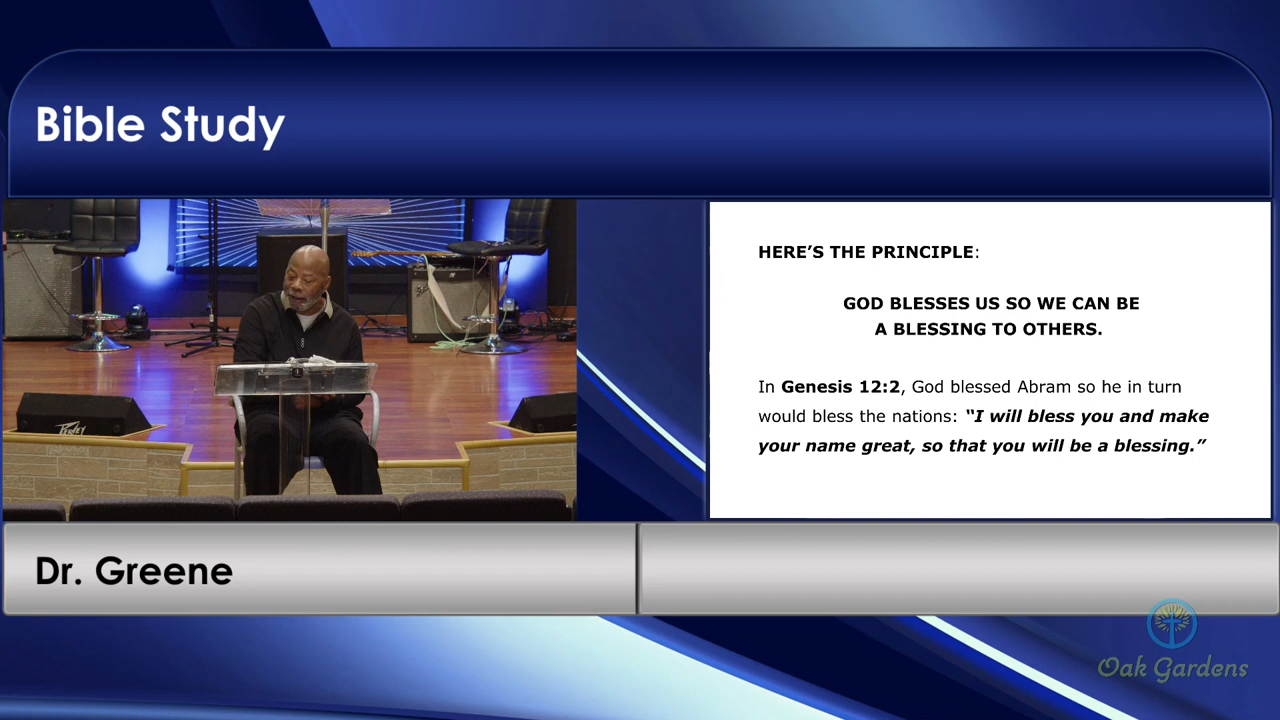 Bible Study
HERE'S THE PRINCIPLE:
GOD BLESSES US SO WE CAN BE
A BLESSING TO OTHERS.
In Genesis 12:2, God blessed Abram so he in turn
would bless the nations: “I will bless you and make
your name great, so that you will be a blessing.”
PEAVEY
Dr. Greene
Oak Gardens